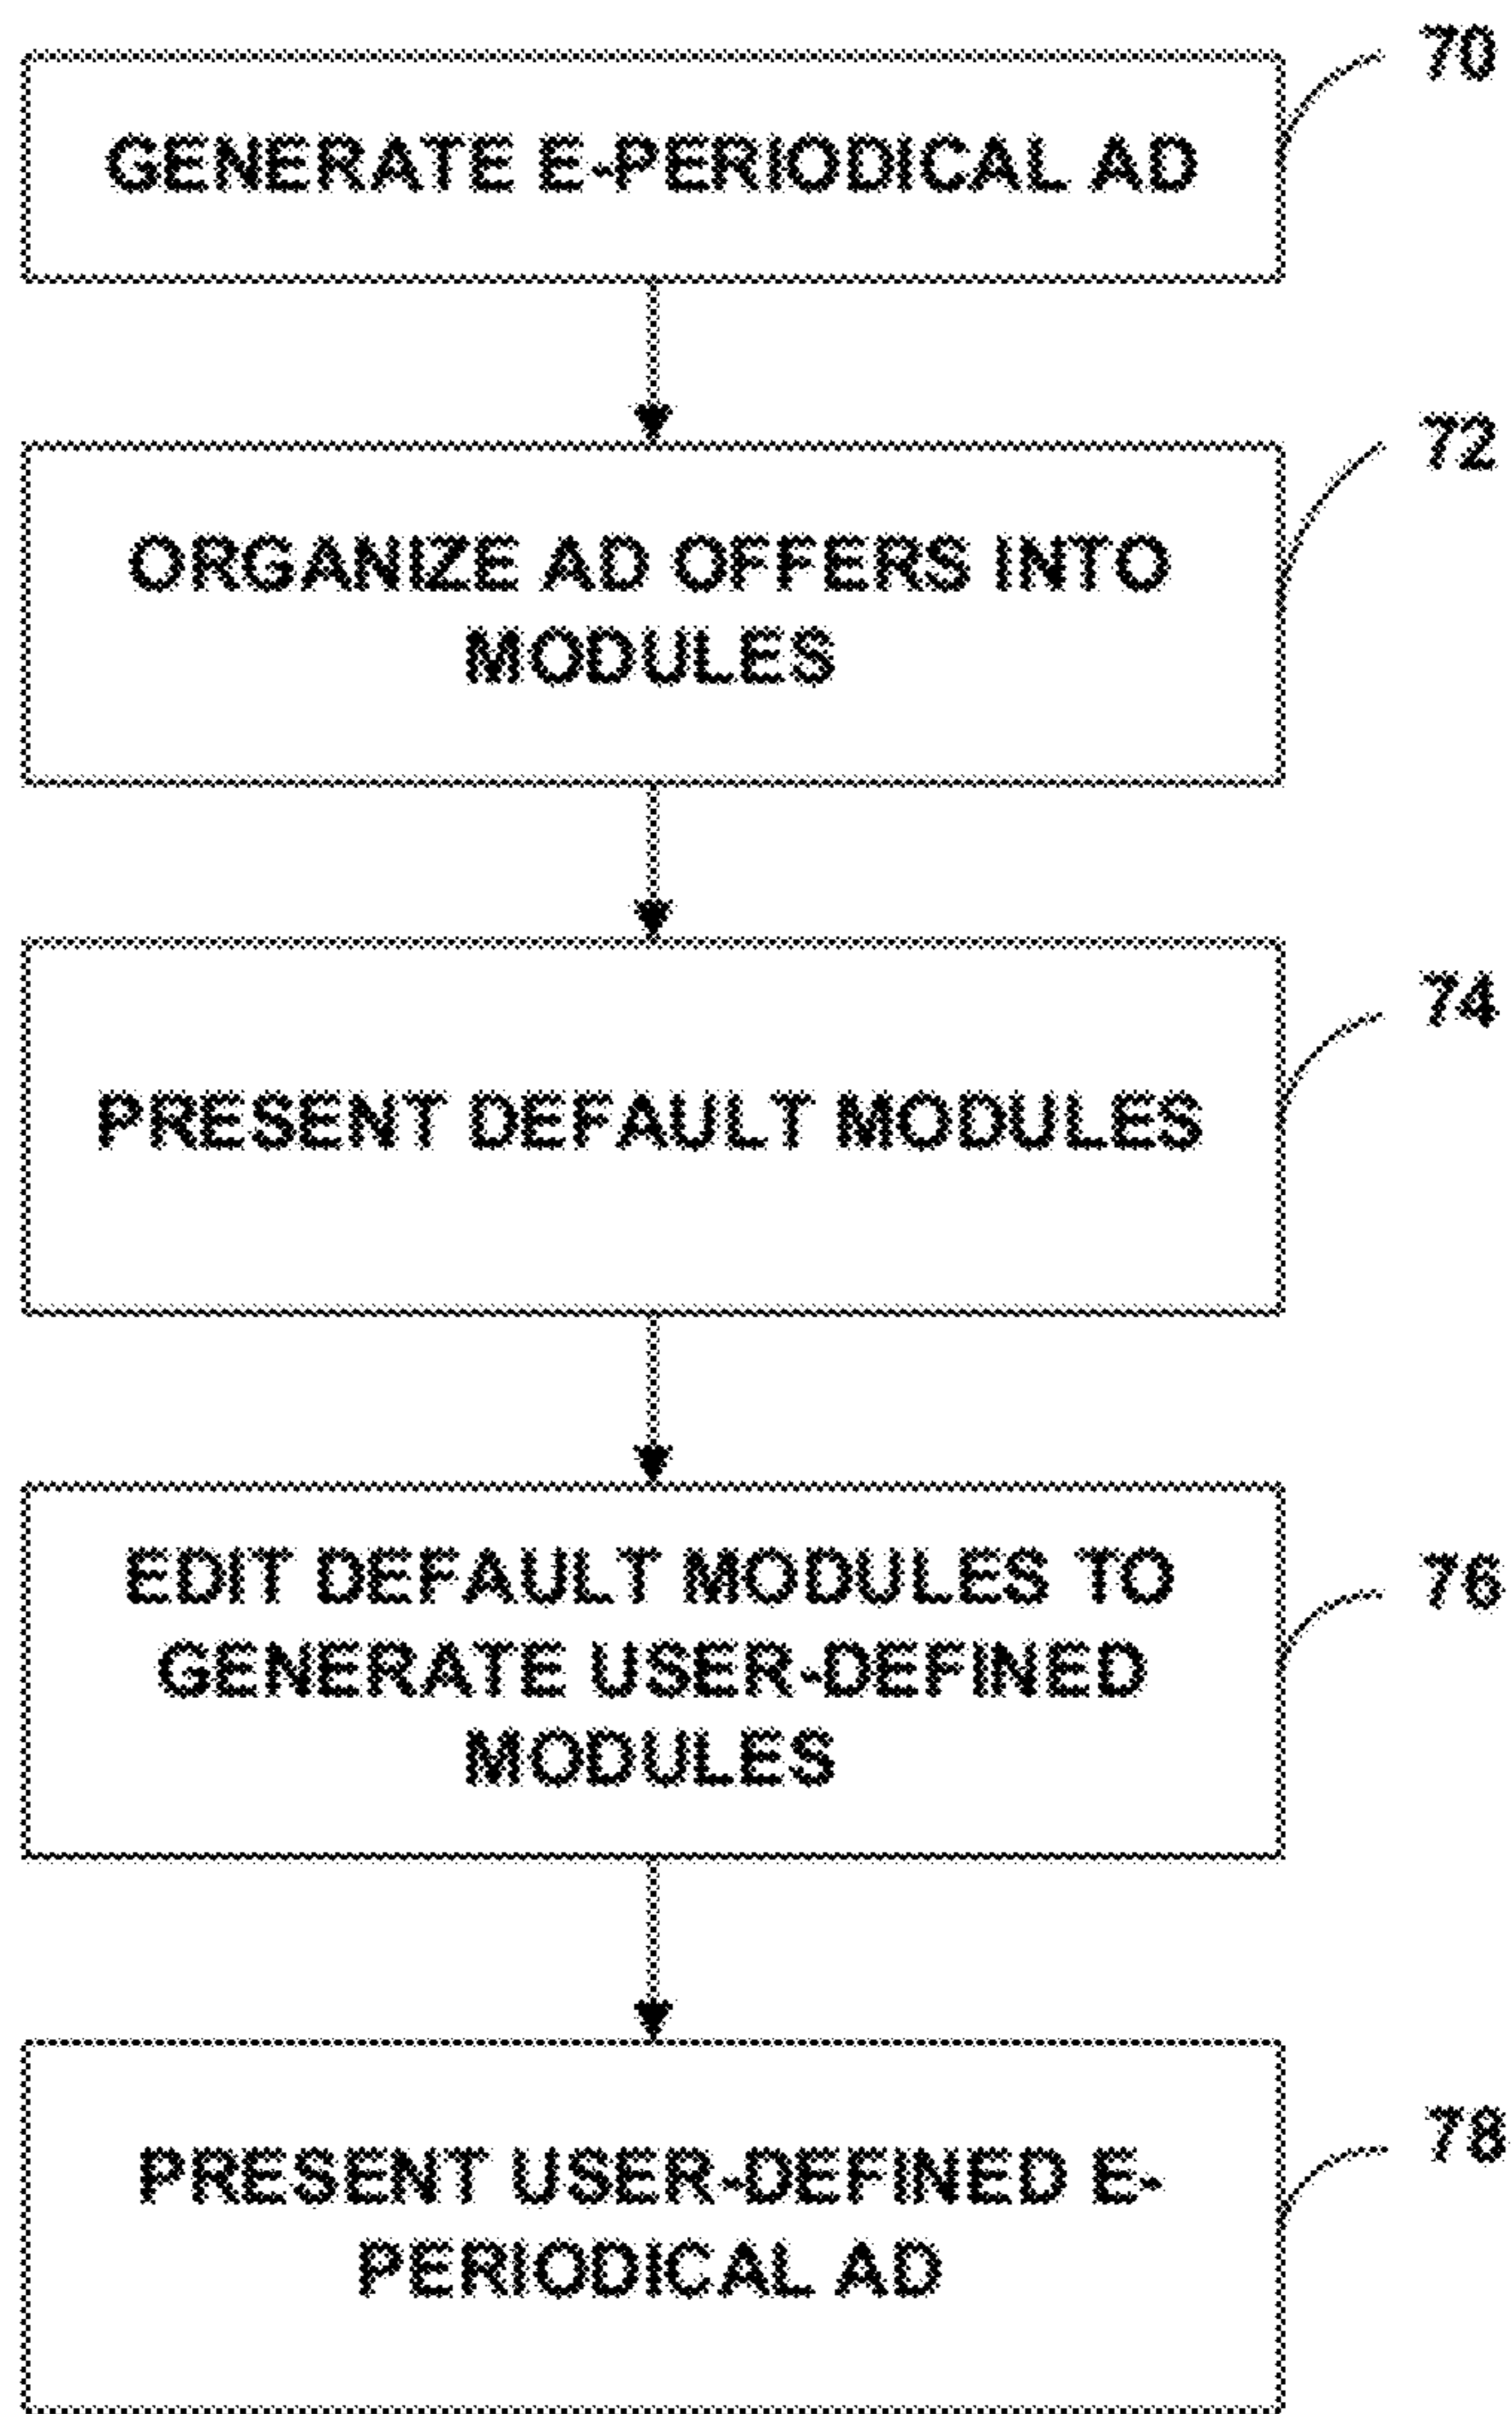 70
GENERATE E-PERIODICAL AD
72
ORGANIZE AD OFFERS INTO
MODULES
74
PRESENT DEFAULT MODULES
EDIT DEFAULT MODULES TO
76
GENERATE USER-DEFINED
MODULES
78
PRESENT USER-DEFINED E-
PERIODICAL AD